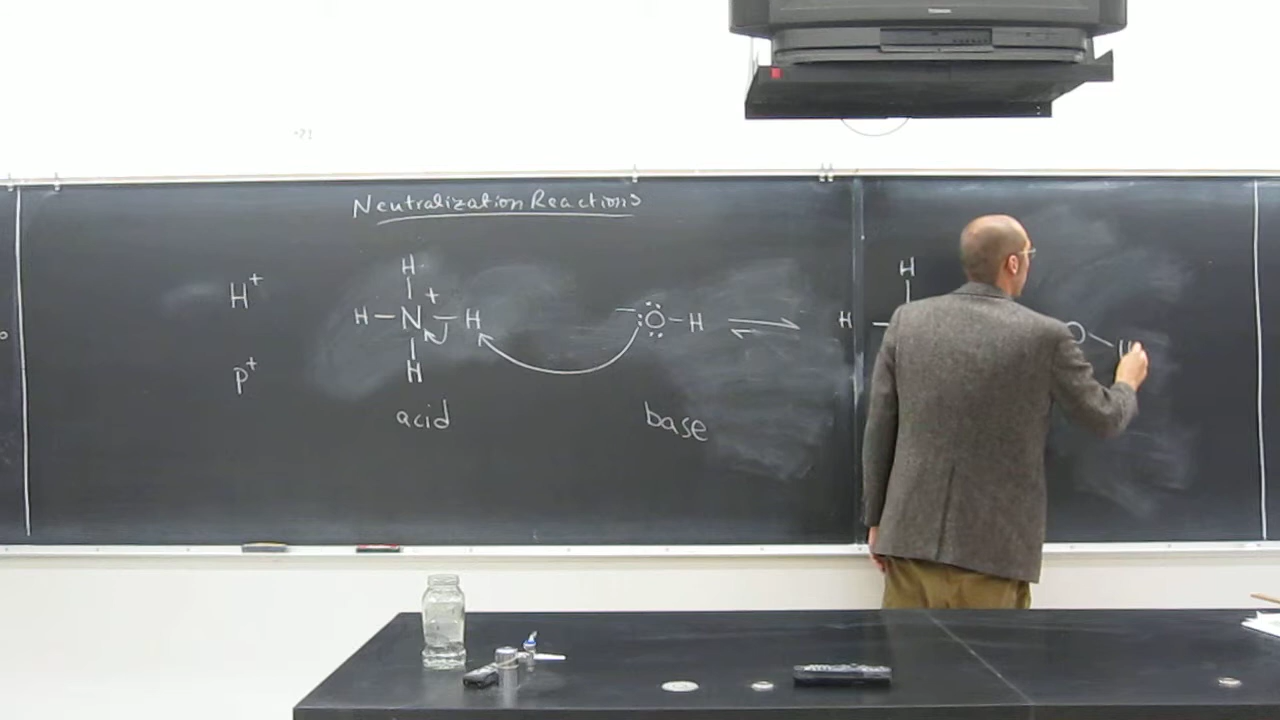 Neutralization Reactions
H⁺
p⁺
H
H – N⁺ – H
H
acid
⁻:Ö – H
base
⇌
H
H –
O – H